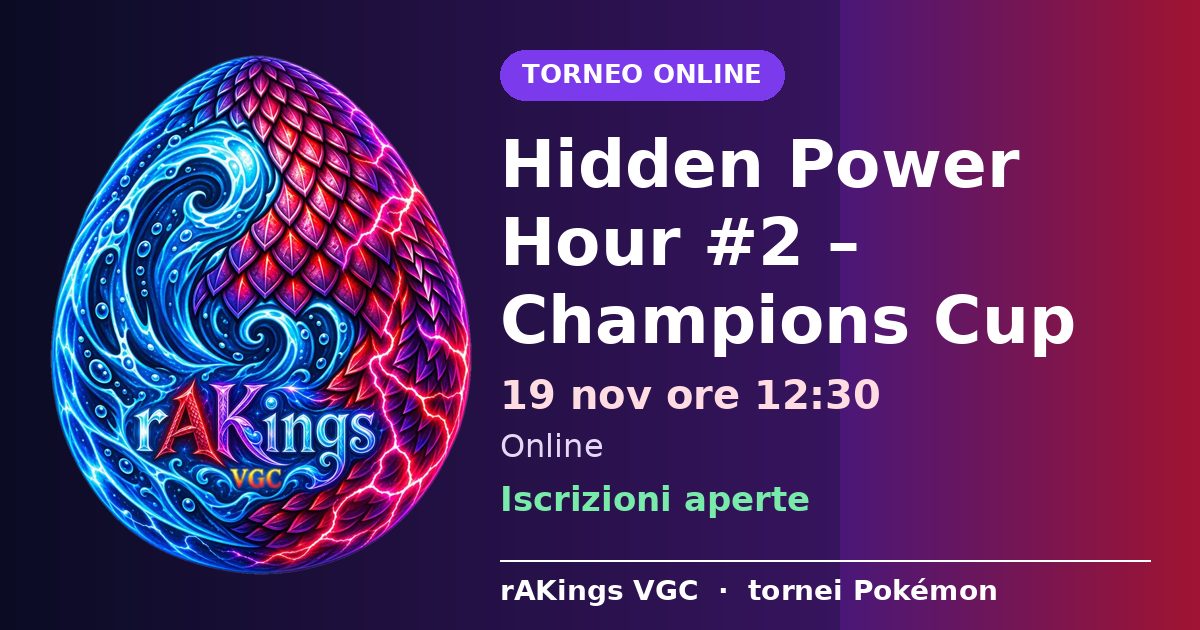 TORNEO ONLINE
Hidden Power
Hour #2 –
Champions Cup
19 nov ore 12:30
Online
Iscrizioni aperte
rAKings VGC · tornei Pokémon
rAKings
VGC